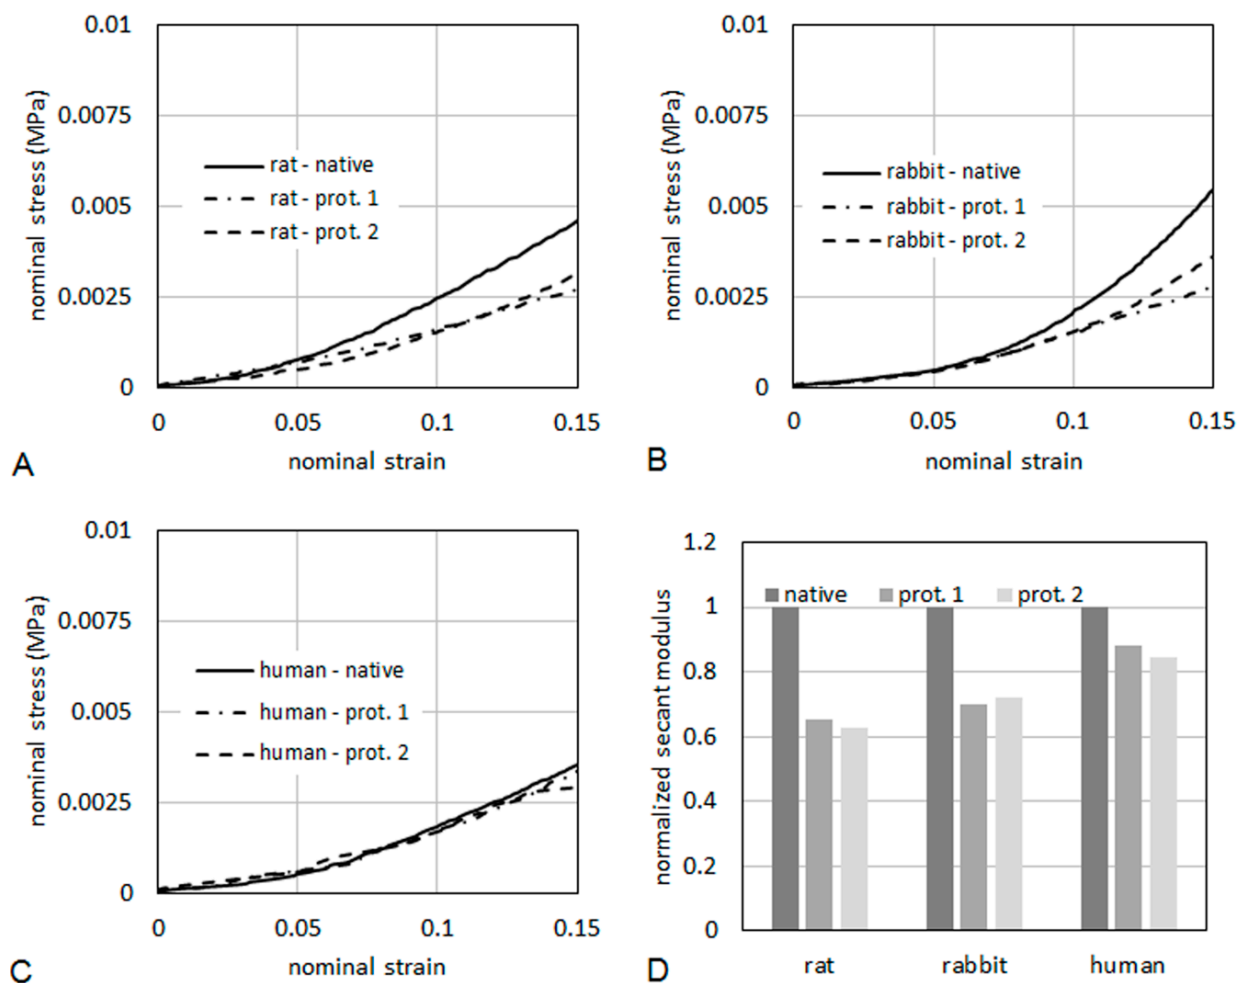 0.01
0.0075
0.005
0.0025
0
nominal stress (MPa)
rat - native
rat - prot. 1
rat - prot. 2
0 0.05 0.1 0.15
nominal strain
A
0.01
0.0075
0.005
0.0025
0
nominal stress (MPa)
rabbit - native
rabbit - prot. 1
rabbit - prot. 2
0 0.05 0.1 0.15
nominal strain
B
0.01
0.0075
0.005
0.0025
0
nominal stress (MPa)
human - native
human - prot. 1
human - prot. 2
0 0.05 0.1 0.15
nominal strain
C
1.2
1
0.8
0.6
0.4
0.2
0
normalized secant modulus
native prot. 1 prot. 2
rat rabbit human
D